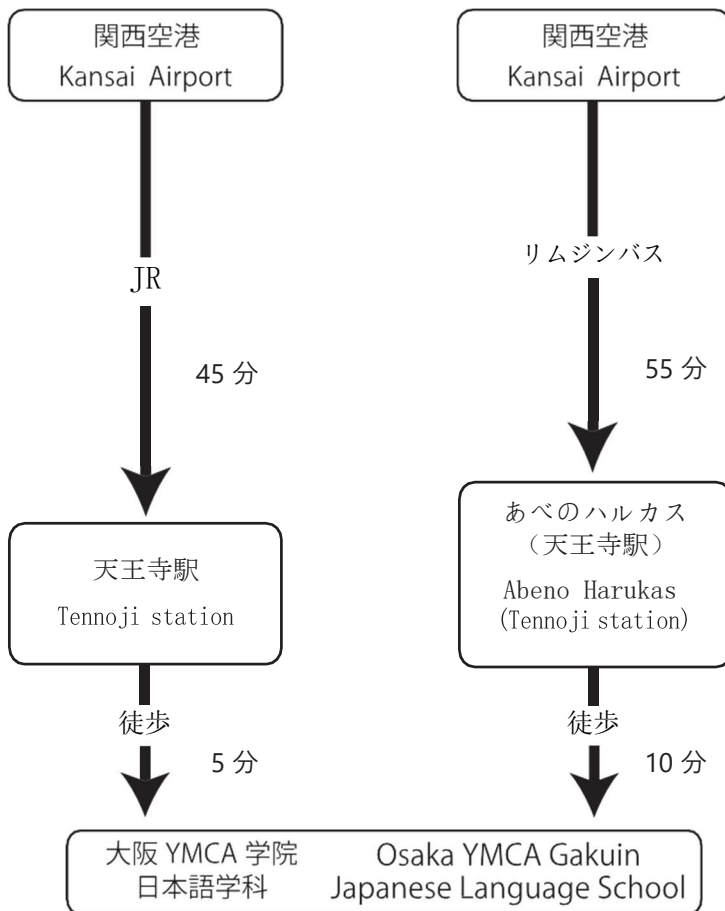 関西空港
Kansai Airport
JR
45 分
天王寺駅
Tennoji station
徒歩
5 分
関西空港
Kansai Airport
リムジンバス
55 分
あべのハルカス
（天王寺駅）
Abeno Harukas
(Tennoji station)
徒歩
10 分
大阪 YMCA 学院
日本語学科
Osaka YMCA Gakuin
Japanese Language School